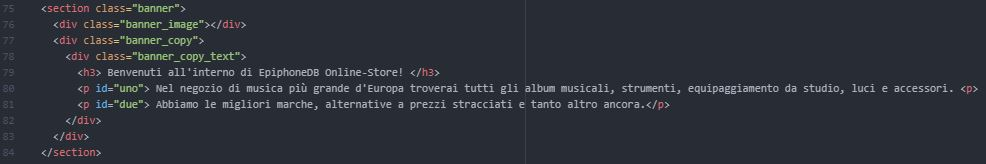 75 <section class="banner">
76 <div class="banner_image"></div>
77 <div class="banner_copy">
78 <div class="banner_copy_text">
79 <h3> Benvenuti all'interno di EpiphoneDB Online-Store! </h3>
80 <p id="uno"> Nel negozio di musica più grande d'Europa troverai tutti gli album musicali, strumenti, equipaggiamento da studio, luci e accessori. <p>
81 <p id="due"> Abbiamo le migliori marche, alternative a prezzi stracciati e tanto altro ancora.</p>
82 </div>
83 </div>
84 </section>